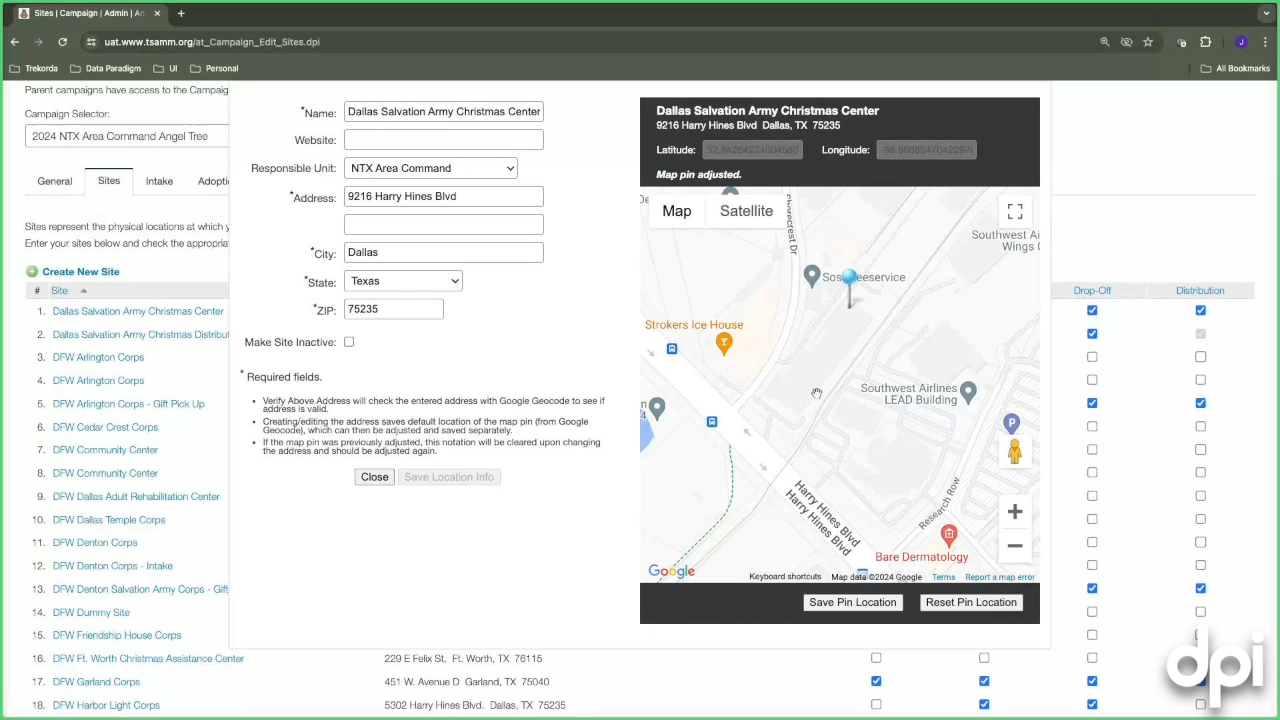 Sites | Campaign | Admin | An
uat.www.tsamm.org/at_Campaign_Edit_Sites.dpi
J
Trekorda
Data Paradigm
UI
Personal
All Bookmarks
Parent campaigns have access to the Campaig
Campaign Selector:
2024 NTX Area Command Angel Tree
General
Sites
Intake
Adopti
Sites represent the physical locations at which y
Enter your sites below and check the appropriat
Create New Site
# Site
Drop-Off
Distribution
1. Dallas Salvation Army Christmas Center
2. Dallas Salvation Army Christmas Distribut
3. DFW Arlington Corps
4. DFW Arlington Corps
5. DFW Arlington Corps - Gift Pick Up
6. DFW Cedar Crest Corps
7. DFW Community Center
8. DFW Community Center
9. DFW Dallas Adult Rehabilitation Center
10. DFW Dallas Temple Corps
11. DFW Denton Corps
12. DFW Denton Corps - Intake
13. DFW Denton Salvation Army Corps - Gift
14. DFW Dummy Site
15. DFW Friendship House Corps
16. DFW Ft. Worth Christmas Assistance Center 229 E Felix St. Ft. Worth, TX 76115
17. DFW Garland Corps 451 W. Avenue D Garland, TX 75040
18. DFW Harbor Light Corps 5302 Harry Hines Blvd. Dallas, TX 75235
*Name: Dallas Salvation Army Christmas Center
Website:
Responsible Unit: NTX Area Command
*Address: 9216 Harry Hines Blvd
*City: Dallas
*State: Texas
*ZIP: 75235
Make Site Inactive:
* Required fields.
• Verify Above Address will check the entered address with Google Geocode to see if
address is valid.
• Creating/editing the address saves default location of the map pin (from Google
Geocode), which can then be adjusted and saved separately.
• If the map pin was previously adjusted, this notation will be cleared upon changing
the address and should be adjusted again.
Close
Save Location Info
Dallas Salvation Army Christmas Center
9216 Harry Hines Blvd Dallas, TX 75235
Latitude:
Longitude:
Map pin adjusted.
Map
Satellite
Southwest Air
Wings C
Strokers Ice House
Southwest Airlines
LEAD Building
P
Harry Hines Blvd
Harry Hines Blvd
Research Row
Bare Dermatology
Google
Keyboard shortcuts
Map data ©2024 Google
Terms
Report a map error
Save Pin Location
Reset Pin Location
dpi